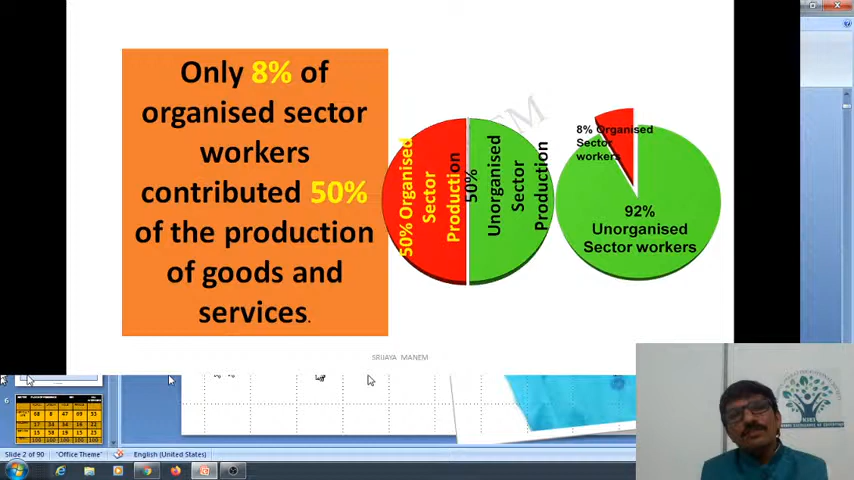 Only 8% of
organised sector
workers
contributed 50%
of the production
of goods and
services.
50% Organised
Sector
Production
50%
Unorganised
Sector
Production
8% Organised
Sector
workers
92%
Unorganised
Sector workers
SRIJAYA MANEM
6
Slide 2 of 90
"Office Theme"
English (United States)